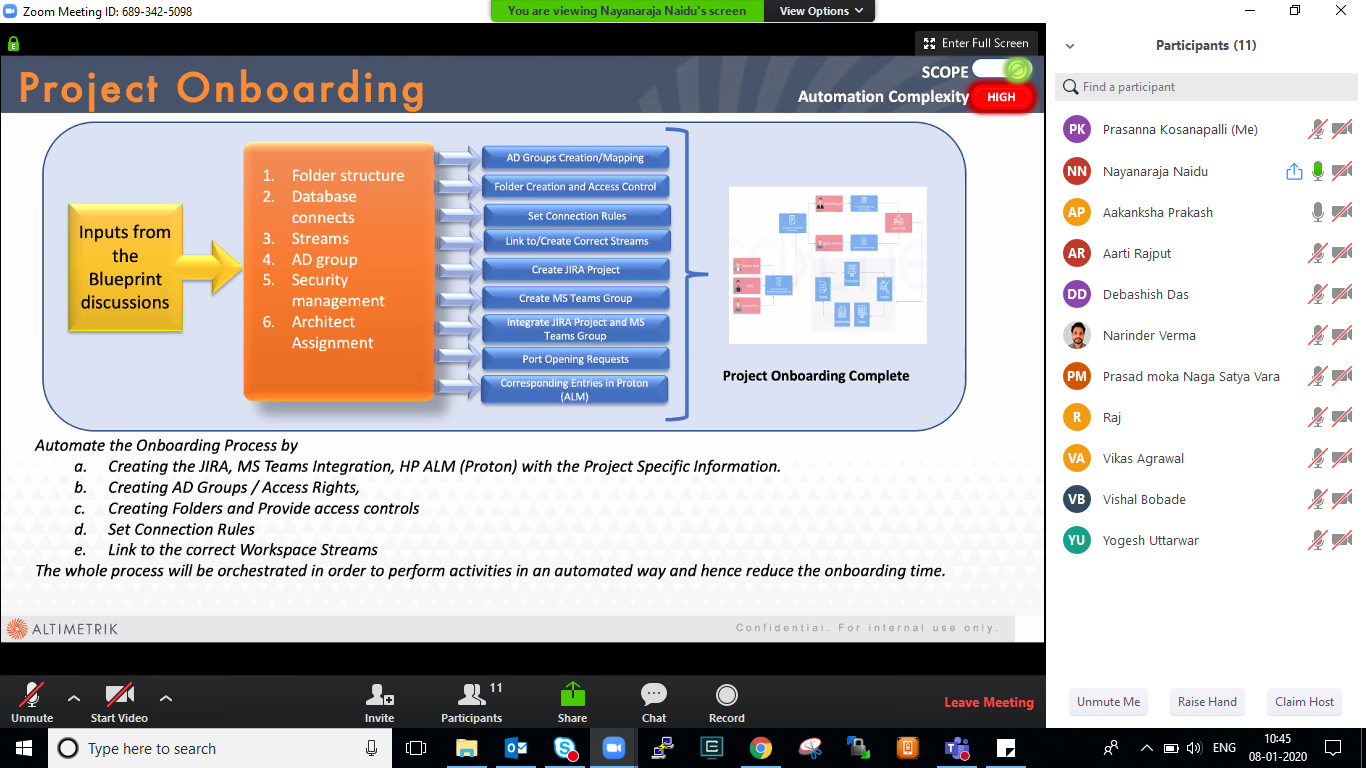 Zoom Meeting ID: 689-342-5098
You are viewing Nayanaraja Naidu's screen
View Options
Enter Full Screen
Project Onboarding
SCOPE
Automation Complexity
HIGH
Inputs from
the
Blueprint
discussions
1. Folder structure
2. Database
connects
3. Streams
4. AD group
5. Security
management
6. Architect
Assignment
AD Groups Creation/Mapping
Folder Creation and Access Control
Set Connection Rules
Link to/Create Correct Streams
Create JIRA Project
Create MS Teams Group
Integrate JIRA Project and MS
Teams Group
Port Opening Requests
Corresponding Entries in Proton
(ALM)
Project Onboarding Complete
Automate the Onboarding Process by
a. Creating the JIRA, MS Teams Integration, HP ALM (Proton) with the Project Specific Information.
b. Creating AD Groups / Access Rights,
c. Creating Folders and Provide access controls
d. Set Connection Rules
e. Link to the correct Workspace Streams
The whole process will be orchestrated in order to perform activities in an automated way and hence reduce the onboarding time.
ALTIMETRIK
Confidential. For internal use only.
Participants (11)
Find a participant
PK Prasanna Kosanapalli (Me)
NN Nayanaraja Naidu
AP Aakanksha Prakash
AR Aarti Rajput
DD Debashish Das
Narinder Verma
PM Prasad moka Naga Satya Vara
R Raj
VA Vikas Agrawal
VB Vishal Bobade
YU Yogesh Uttarwar
Unmute Me
Raise Hand
Claim Host
Unmute
Start Video
Invite
11
Participants
Share
Chat
Record
Leave Meeting
Type here to search
ENG
10:45
08-01-2020